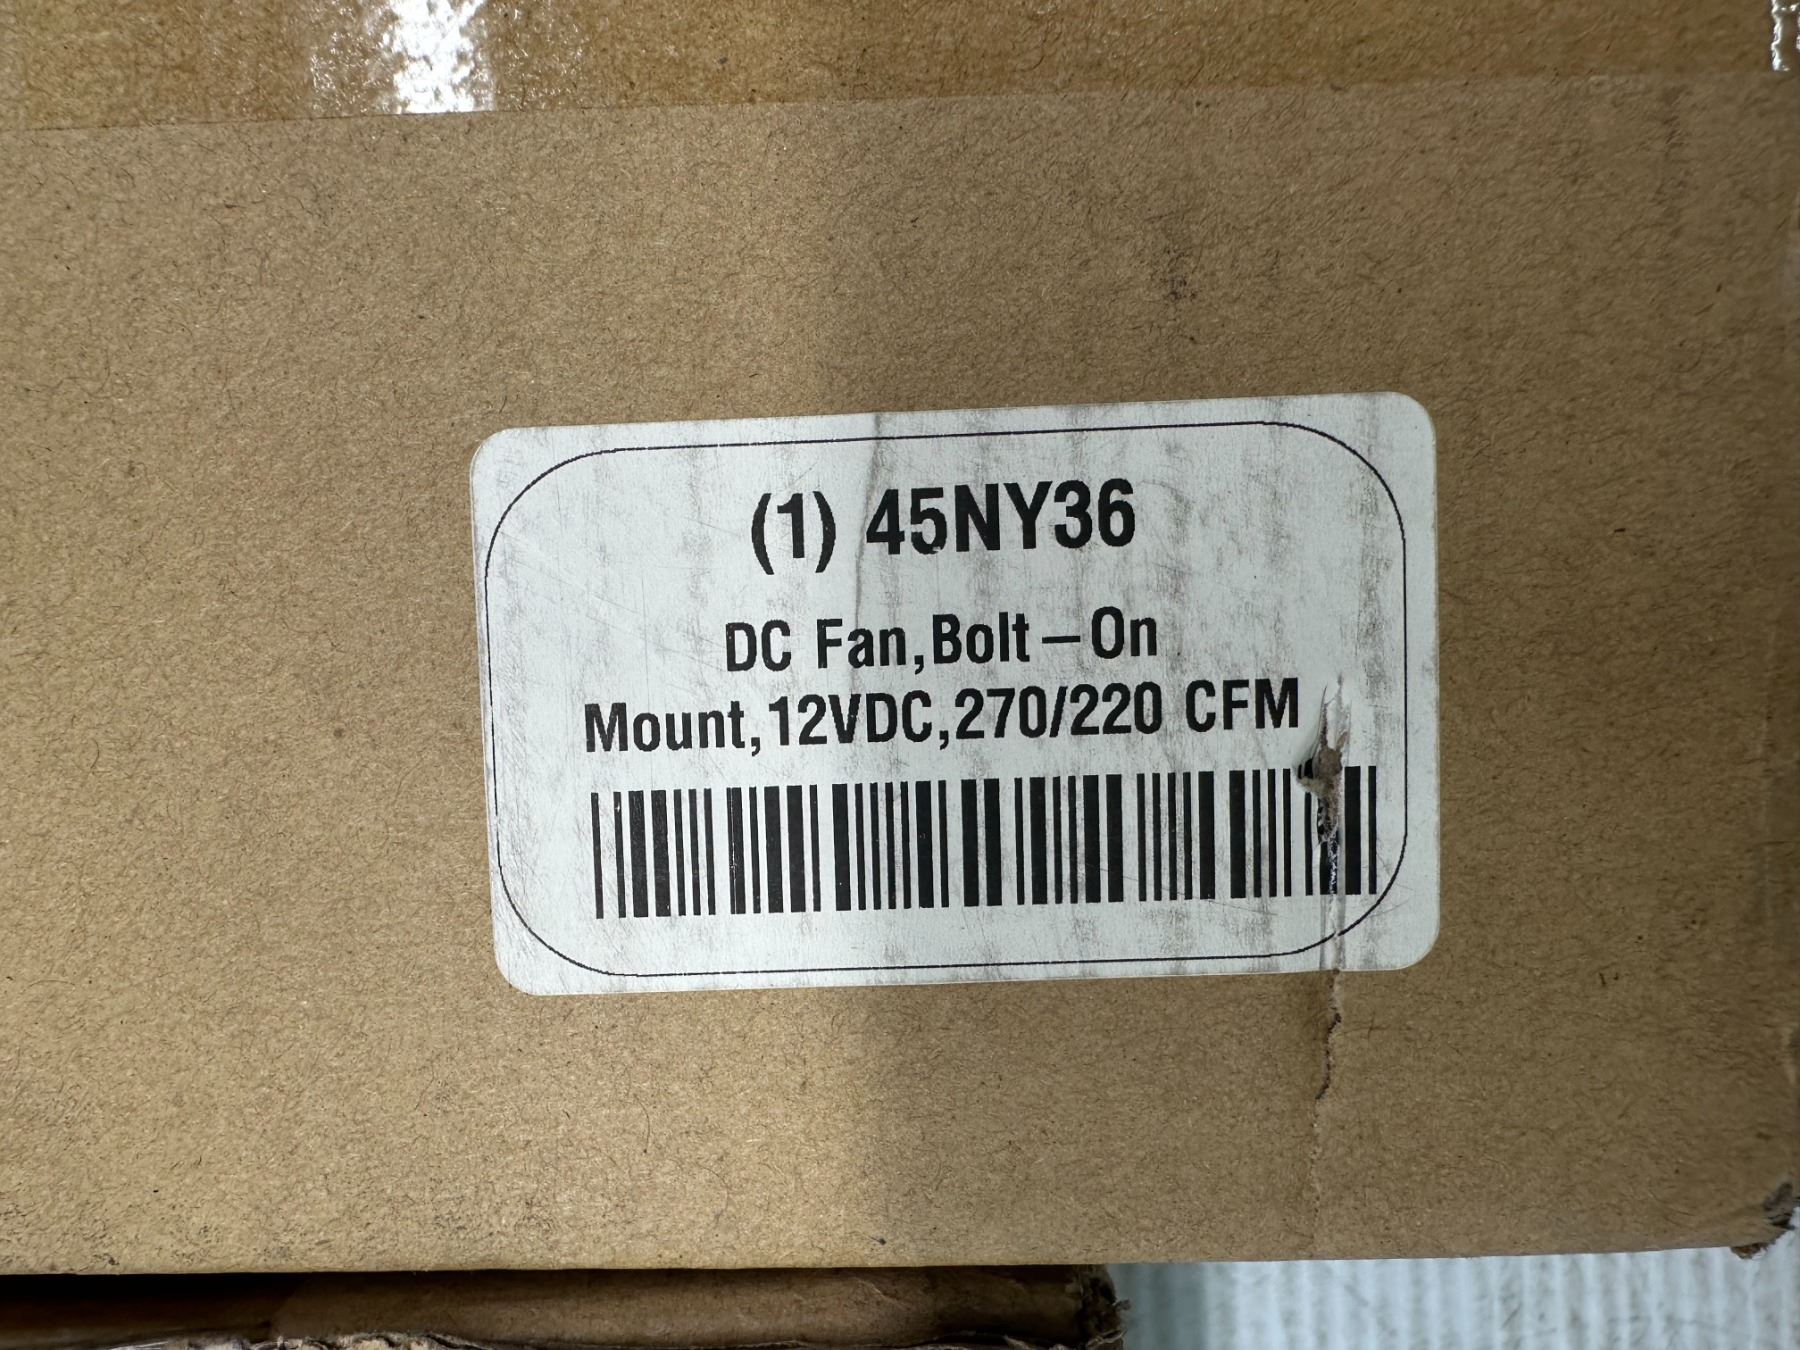 (1) 45NY36
DC Fan,Bolt-On
Mount,12VDC,270/220 CFM